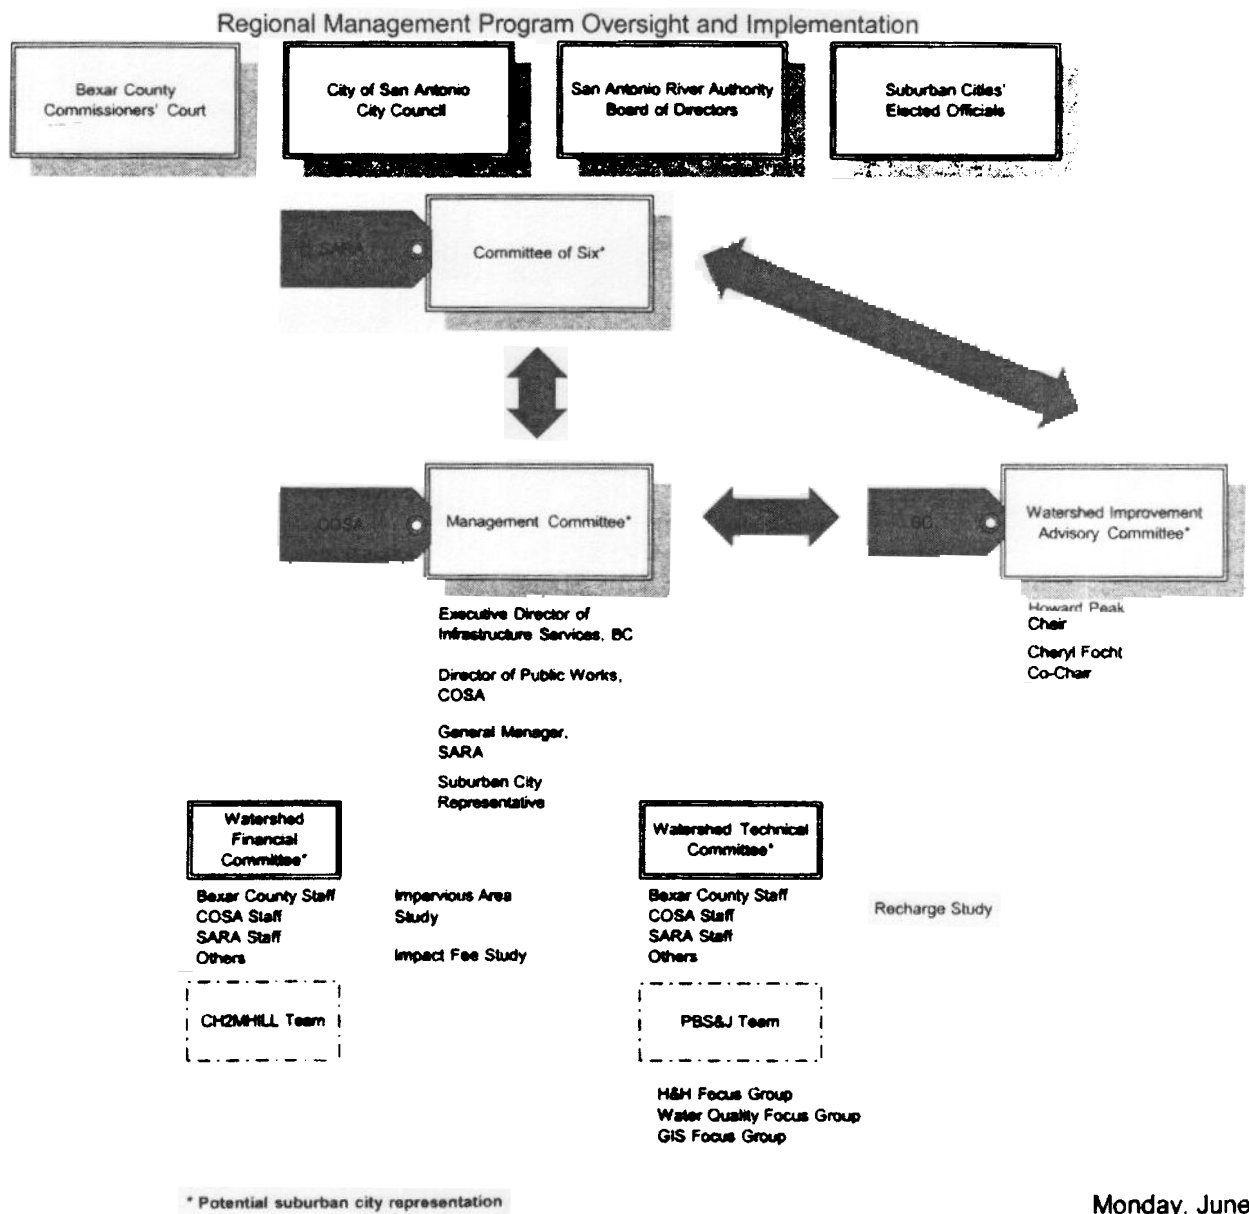 Regional Management Program Oversight and Implementation
Bexar County
Commissioners' Court
City of San Antonio
City Council
San Antonio River Authority
Board of Directors
Suburban Cities'
Elected Officials
SARA
Committee of Six*
COSA
Management Committee*
BC
Watershed Improvement
Advisory Committee*
Executive Director of
Infrastructure Services, BC
Director of Public Works,
COSA
General Manager,
SARA
Suburban City
Representative
Howard Peak
Chair
Cheryl Focht
Co-Chair
Watershed
Financial
Committee*
Bexar County Staff
COSA Staff
SARA Staff
Others
Impervious Area
Study
Impact Fee Study
CH2MHILL Team
Watershed Technical
Committee*
Bexar County Staff
COSA Staff
SARA Staff
Others
Recharge Study
PBS&J Team
H&H Focus Group
Water Quality Focus Group
GIS Focus Group
* Potential suburban city representation
Monday, June